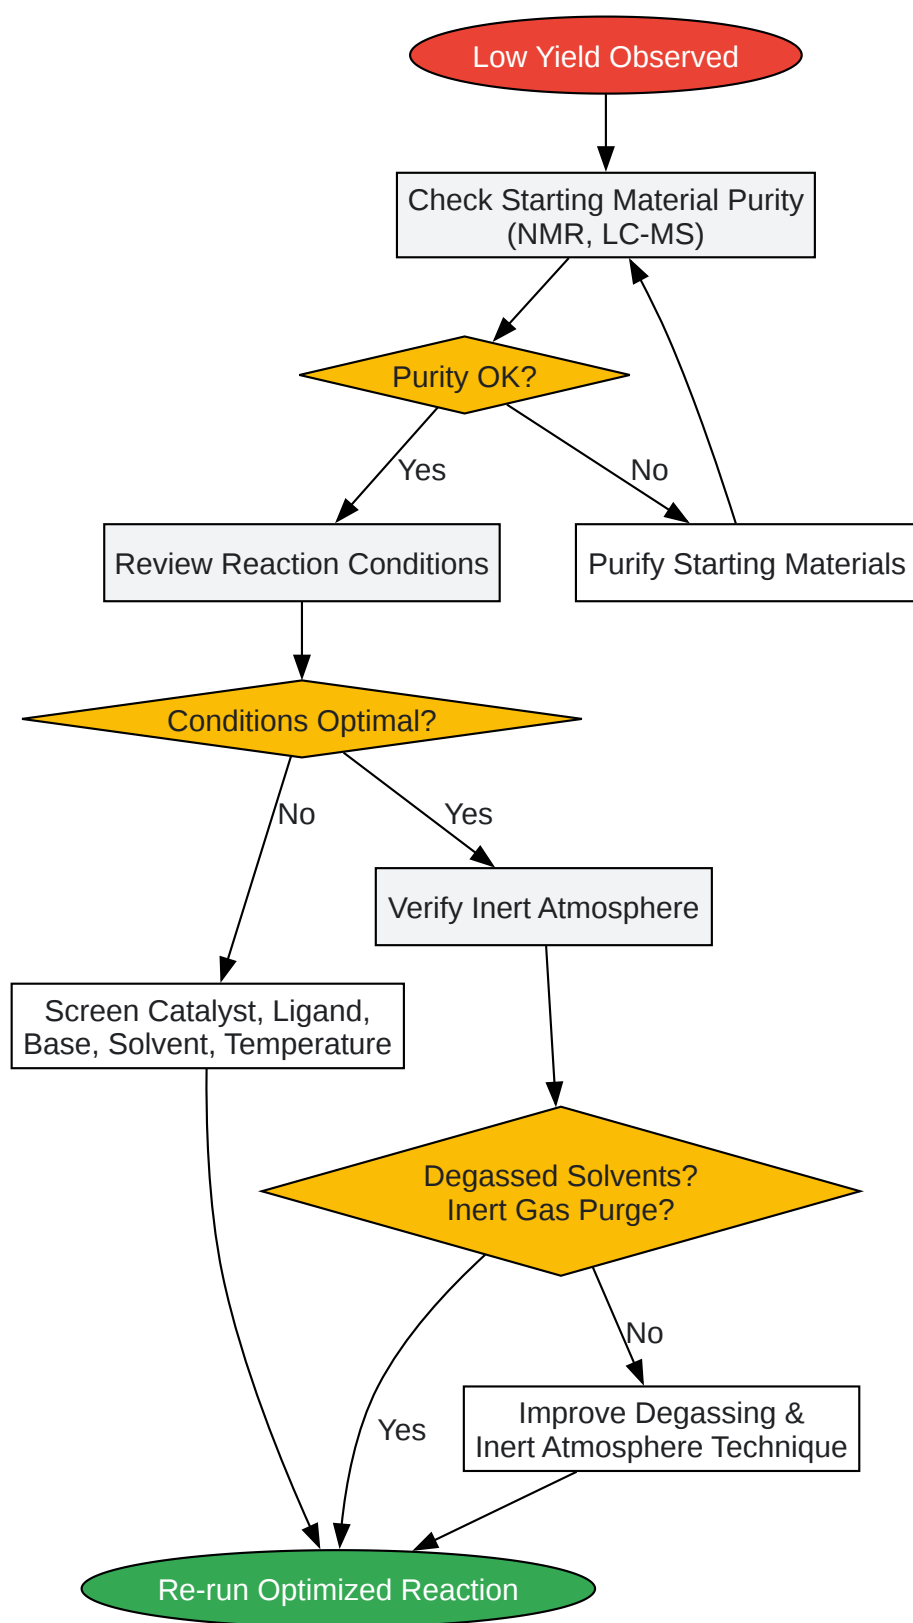 Low Yield Observed
Check Starting Material Purity
(NMR, LC-MS)
Purity OK?
Yes
No
Review Reaction Conditions
Purify Starting Materials
Conditions Optimal?
No
Yes
Verify Inert Atmosphere
Screen Catalyst, Ligand,
Base, Solvent, Temperature
Degassed Solvents?
Inert Gas Purge?
No
Yes
Improve Degassing &
Inert Atmosphere Technique
Re-run Optimized Reaction